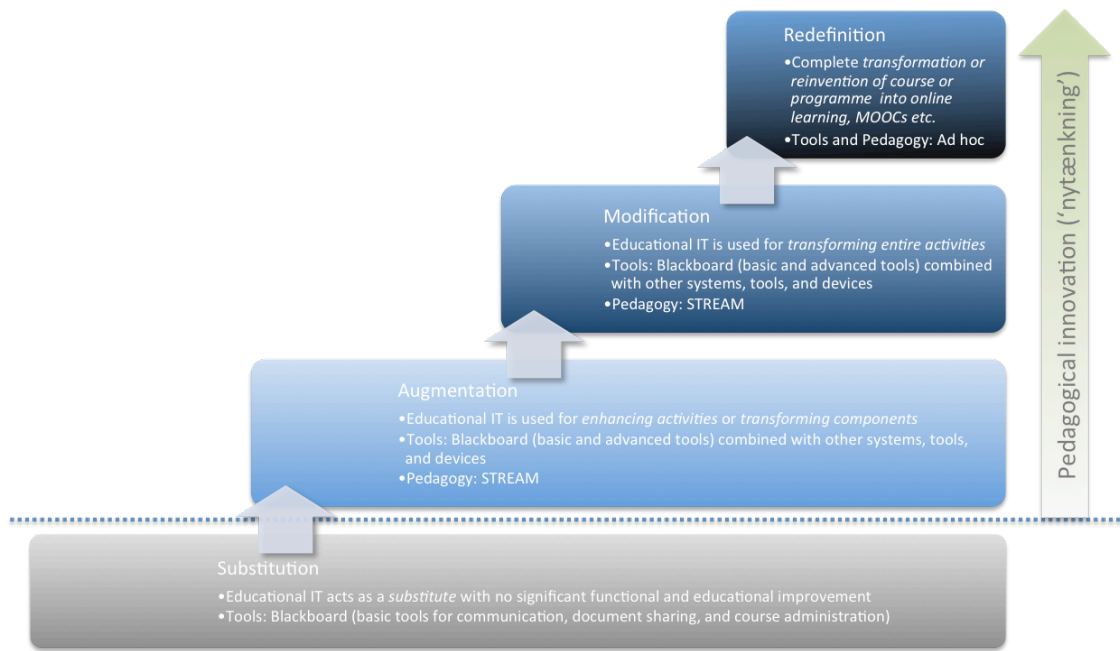 Redefinition
•Complete transformation or
reinvention of course or
programme into online
learning, MOOCs etc.
•Tools and Pedagogy: Ad hoc
Modification
•Educational IT is used for transforming entire activities
•Tools: Blackboard (basic and advanced tools) combined
with other systems, tools, and devices
•Pedagogy: STREAM
Augmentation
•Educational IT is used for enhancing activities or transforming components
•Tools: Blackboard (basic and advanced tools) combined with other systems, tools,
and devices
•Pedagogy: STREAM
Substitution
•Educational IT acts as a substitute with no significant functional and educational improvement
•Tools: Blackboard (basic tools for communication, document sharing, and course administration)
Pedagogical innovation (‘nytænkning’)